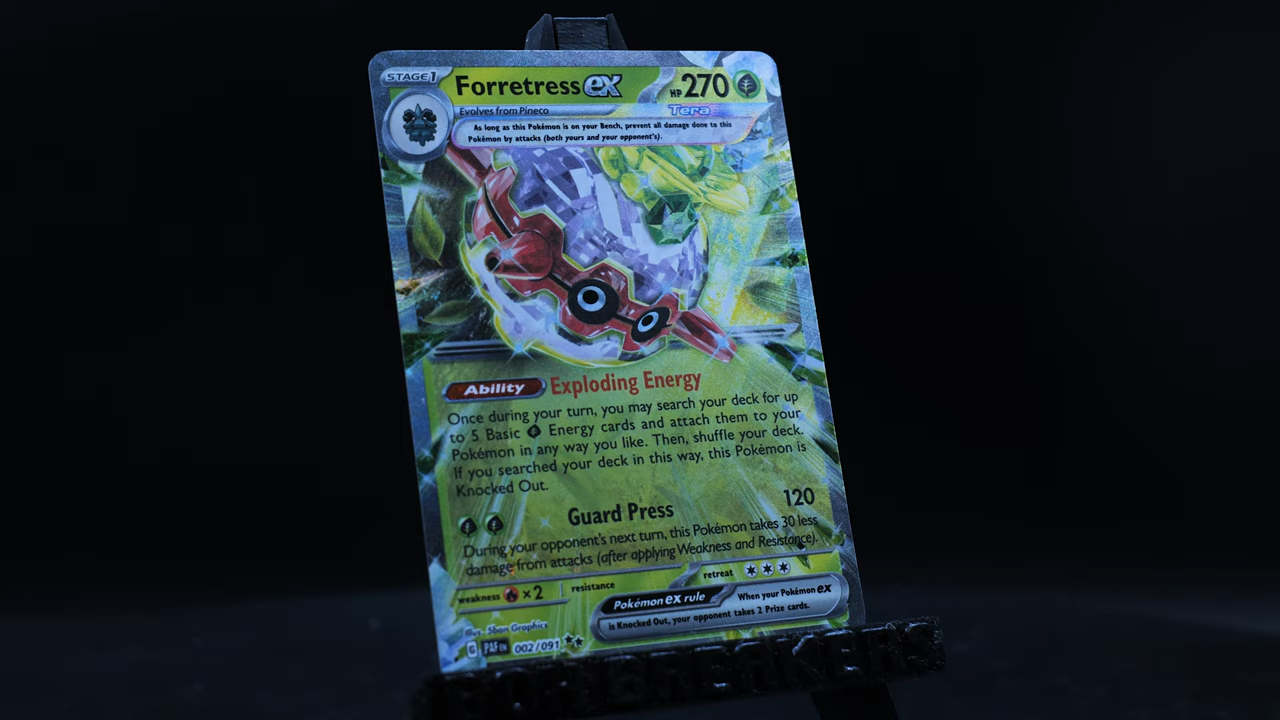 STAGE 1 Forretress ex HP 270
Evolves from Pineco Tera
As long as this Pokémon is on your Bench, prevent all damage done to this
Pokémon by attacks (both yours and your opponent's).
Ability Exploding Energy
Once during your turn, you may search your deck for up
to 5 Basic Energy cards and attach them to your
Pokémon in any way you like. Then, shuffle your deck.
If you searched your deck in this way, this Pokémon is
Knocked Out.
Guard Press 120
During your opponent's next turn, this Pokémon takes 30 less
damage from attacks (after applying Weakness and Resistance).
weakness ×2 resistance retreat
Pokémon ex rule When your Pokémon ex
is Knocked Out, your opponent takes 2 Prize cards.
Illus. 5ban Graphics
G PAF EN 002/091